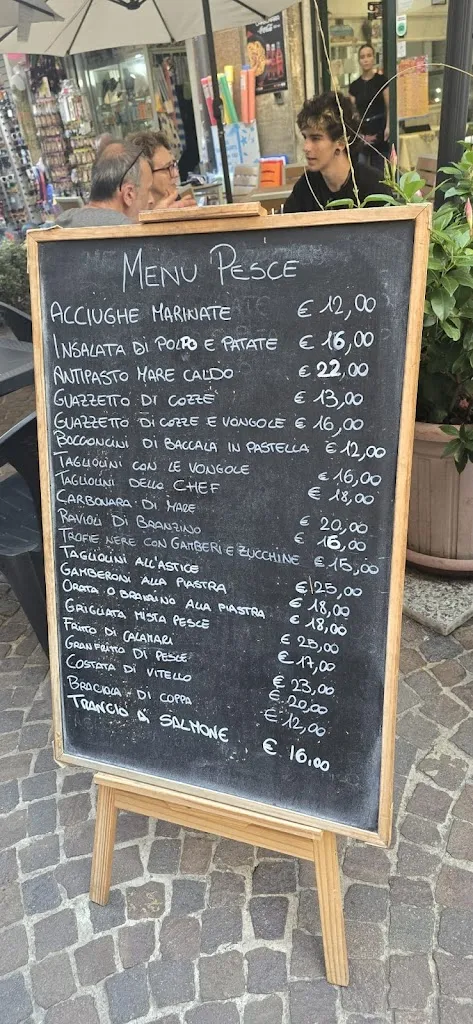 MENU PESCE
ACCIUGHE MARINATE € 12,00
INSALATA DI POLPO E PATATE € 16,00
ANTIPASTO MARE CALDO € 22,00
GUAZZETTO DI COZZE € 13,00
GUAZZETTO DI COZZE E VONGOLE € 16,00
BOCCONCINI DI BACCALA IN PASTELLA € 12,00
TAGLIOLINI CON LE VONGOLE € 16,00
TAGLIOLINI DELLO CHEF € 18,00
CARBONARA DI MARE € 20,00
RAVIOLI DI BRANZINO € 16,00
TROFIE NERE CON GAMBERI E ZUCCHINE € 15,00
TAGLIOLINI ALL'ASTICE € 25,00
GAMBERONI ALLA PIASTRA € 18,00
ORATA O BRANZINO ALLA PIASTRA € 18,00
GRIGLIATA MISTA PESCE € 25,00
FRITTO DI CALAMARI € 17,00
GRAN FRITTO DI PESCE € 23,00
COSTATA DI VITELLO € 20,00
BRACIOLA DI COPPA € 12,00
TRANCIO DI SALMONE € 16,00